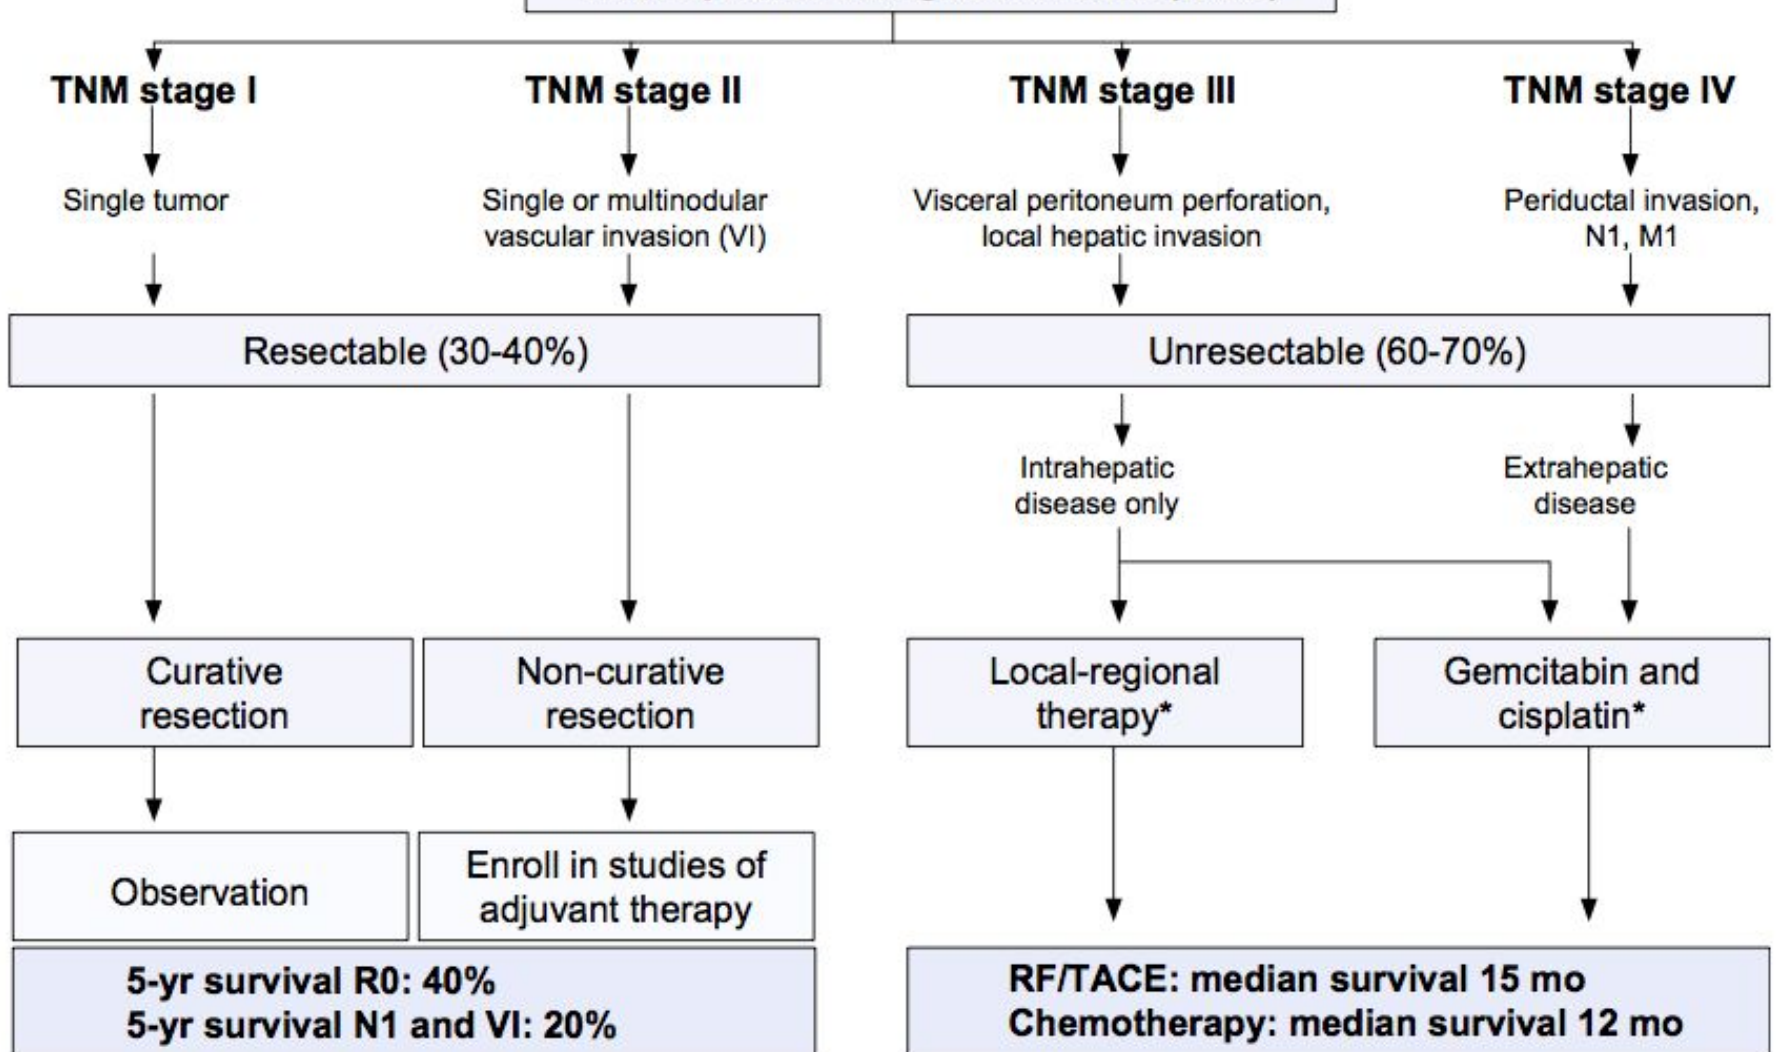 TNM stage I
TNM stage II
TNM stage III
TNM stage IV
Single tumor
Single or multinodular
vascular invasion (VI)
Visceral peritoneum perforation,
local hepatic invasion
Periductal invasion,
N1, M1
Resectable (30-40%)
Unresectable (60-70%)
Intrahepatic
disease only
Extrahepatic
disease
Curative
resection
Non-curative
resection
Local-regional
therapy*
Gemcitabin and
cisplatin*
Observation
Enroll in studies of
adjuvant therapy
5-yr survival R0: 40%
5-yr survival N1 and VI: 20%
RF/TACE: median survival 15 mo
Chemotherapy: median survival 12 mo